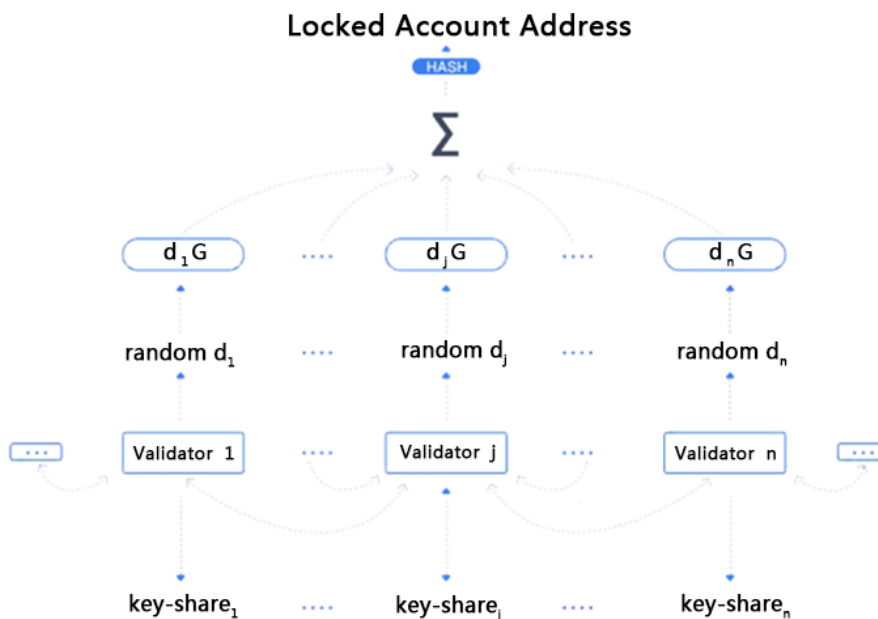 Locked Account Address
HASH
Σ
d₁G .... dⱼG .... dₙG
random d₁ .... random dⱼ .... random dₙ
... Validator 1 .... Validator j .... Validator n ...
key-share₁ .... key-shareⱼ .... key-shareₙ